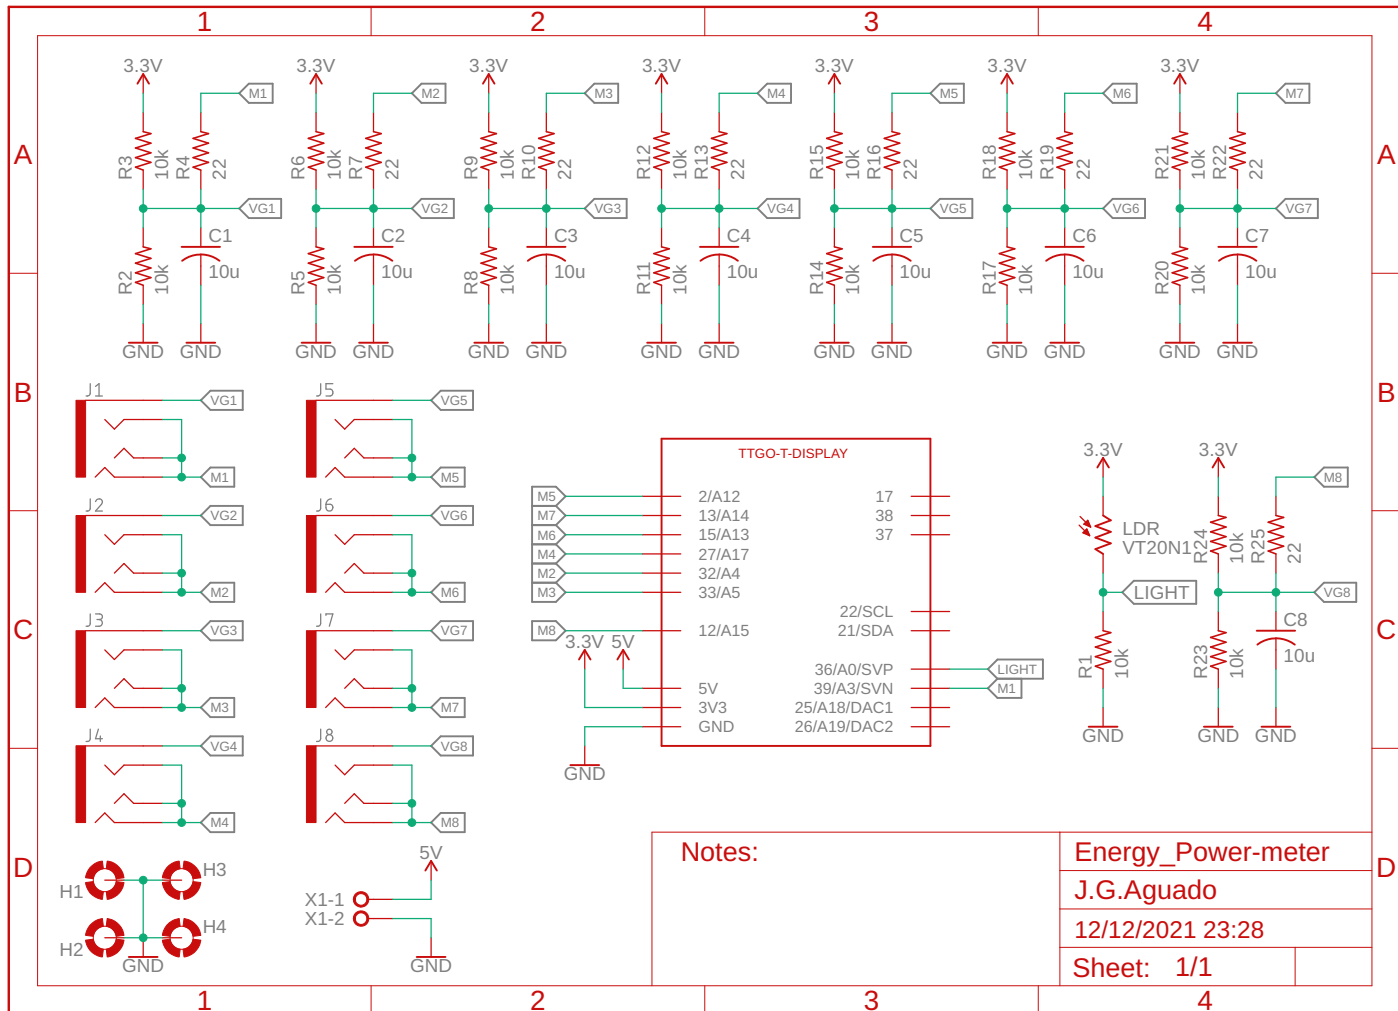 1 2 3 4
A A
3.3V M1 3.3V M2 3.3V M3 3.3V M4 3.3V M5 3.3V M6 3.3V M7
R3 10k R4 22 R6 10k R7 22 R9 10k R10 22 R12 10k R13 22 R15 10k R16 22 R18 10k R19 22 R21 10k R22 22
VG1 VG2 VG3 VG4 VG5 VG6 VG7
R2 10k C1 10u R5 10k C2 10u R8 10k C3 10u R11 10k C4 10u R14 10k C5 10u R17 10k C6 10u R20 10k C7 10u
GND GND GND GND GND GND GND GND GND GND GND GND GND GND
B B
J1 VG1
M1
J5 VG5
M5
J2 VG2
M2
J6 VG6
M6
J3 VG3
M3
J7 VG7
M7
J4 VG4
M4
J8 VG8
M8
TTGO-T-DISPLAY
M5 2/A12 17
M7 13/A14 38
M6 15/A13 37
M4 27/A17
M2 32/A4
M3 33/A5
22/SCL
M8 12/A15 21/SDA
3.3V 5V
36/A0/SVP LIGHT
5V 39/A3/SVN M1
3V3 25/A18/DAC1
GND 26/A19/DAC2
GND
3.3V 3.3V
M8
LDR
VT20N1
R24 10k R25 22
LIGHT VG8
R1 10k R23 10k C8 10u
GND GND GND
C C
D D
H1 H3
H2 H4
GND
5V
X1-1
X1-2
GND
Notes:
Energy_Power-meter
J.G.Aguado
12/12/2021 23:28
Sheet: 1/1
1 2 3 4